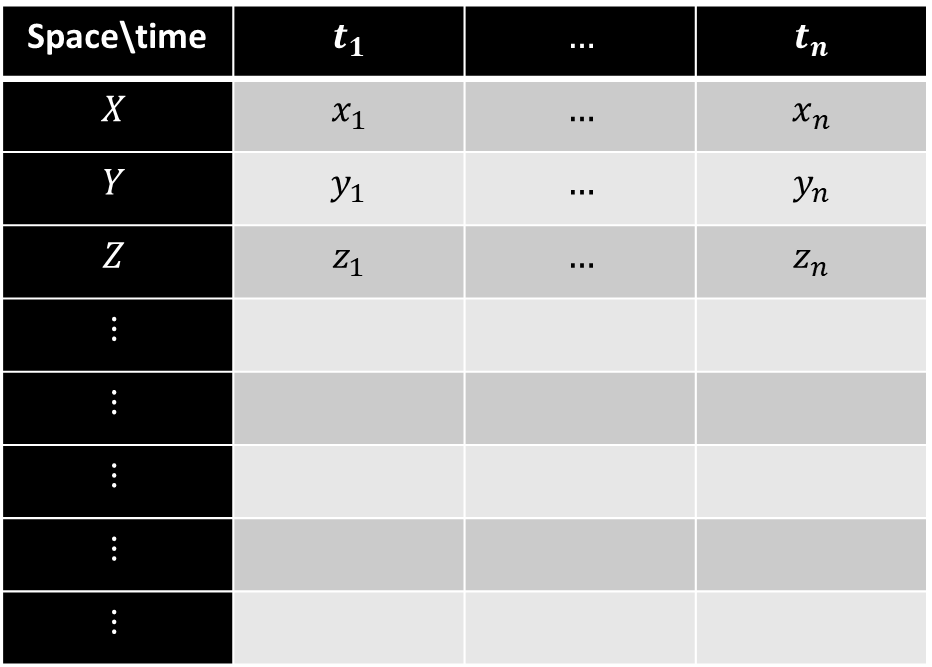 Space\time t₁ ... tₙ
X x₁ ... xₙ
Y y₁ ... yₙ
Z z₁ ... zₙ
⋮
⋮
⋮
⋮
⋮